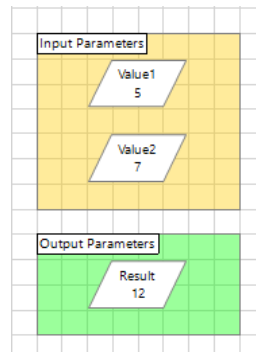 Input Parameters
Value1
5
Value2
7
Output Parameters
Result
12